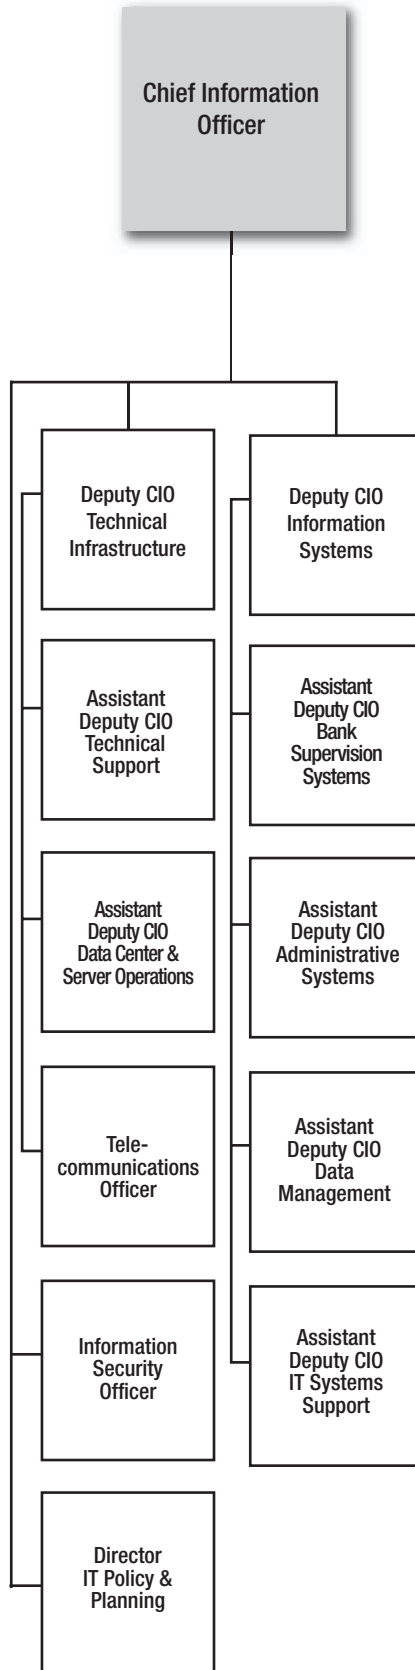 Chief Information
Officer
Deputy CIO
Technical
Infrastructure
Assistant
Deputy CIO
Technical
Support
Assistant
Deputy CIO
Data Center &
Server Operations
Tele-
communications
Officer
Information
Security
Officer
Director
IT Policy &
Planning
Deputy CIO
Information
Systems
Assistant
Deputy CIO
Bank
Supervision
Systems
Assistant
Deputy CIO
Administrative
Systems
Assistant
Deputy CIO
Data
Management
Assistant
Deputy CIO
IT Systems
Support